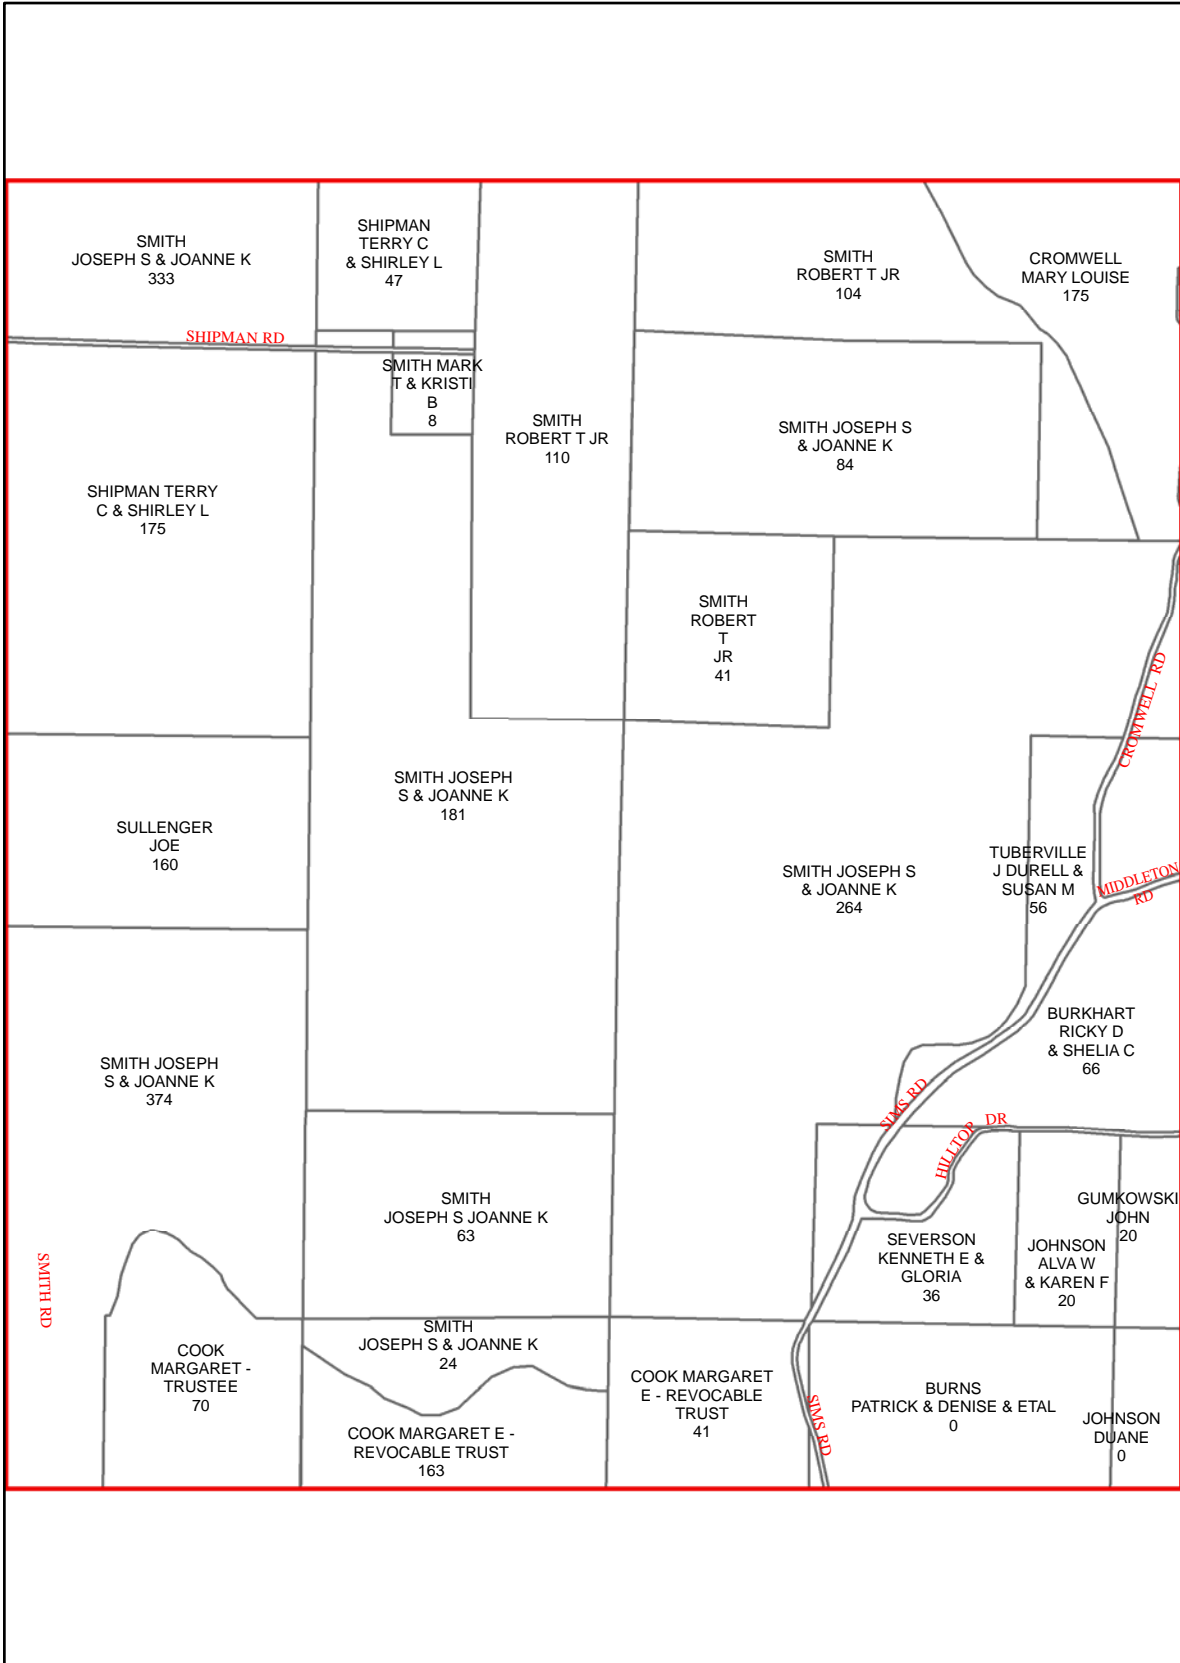 SMITH
JOSEPH S & JOANNE K
333
SHIPMAN
TERRY C
& SHIRLEY L
47
SMITH
ROBERT T JR
104
CROMWELL
MARY LOUISE
175
SHIPMAN RD
SMITH MARK
T & KRISTI
B
8
SMITH
ROBERT T JR
110
SMITH JOSEPH S
& JOANNE K
84
SHIPMAN TERRY
C & SHIRLEY L
175
SMITH
ROBERT
T
JR
41
CROMWELL RD
SMITH JOSEPH
S & JOANNE K
181
SULLENGER
JOE
160
SMITH JOSEPH S
& JOANNE K
264
TUBERVILLE
J DURELL &
SUSAN M
56
MIDDLETON
RD
BURKHART
RICKY D
& SHELIA C
66
SMITH JOSEPH
S & JOANNE K
374
SIMS RD
HILLTOP DR
SMITH
JOSEPH S JOANNE K
63
GUMKOWSKI
JOHN
20
SEVERSON
KENNETH E &
GLORIA
36
JOHNSON
ALVA W
& KAREN F
20
SMITH RD
SMITH
JOSEPH S & JOANNE K
24
COOK
MARGARET -
TRUSTEE
70
COOK MARGARET
E - REVOCABLE
TRUST
41
BURNS
PATRICK & DENISE & ETAL
0
SIMS RD
JOHNSON
DUANE
0
COOK MARGARET E -
REVOCABLE TRUST
163